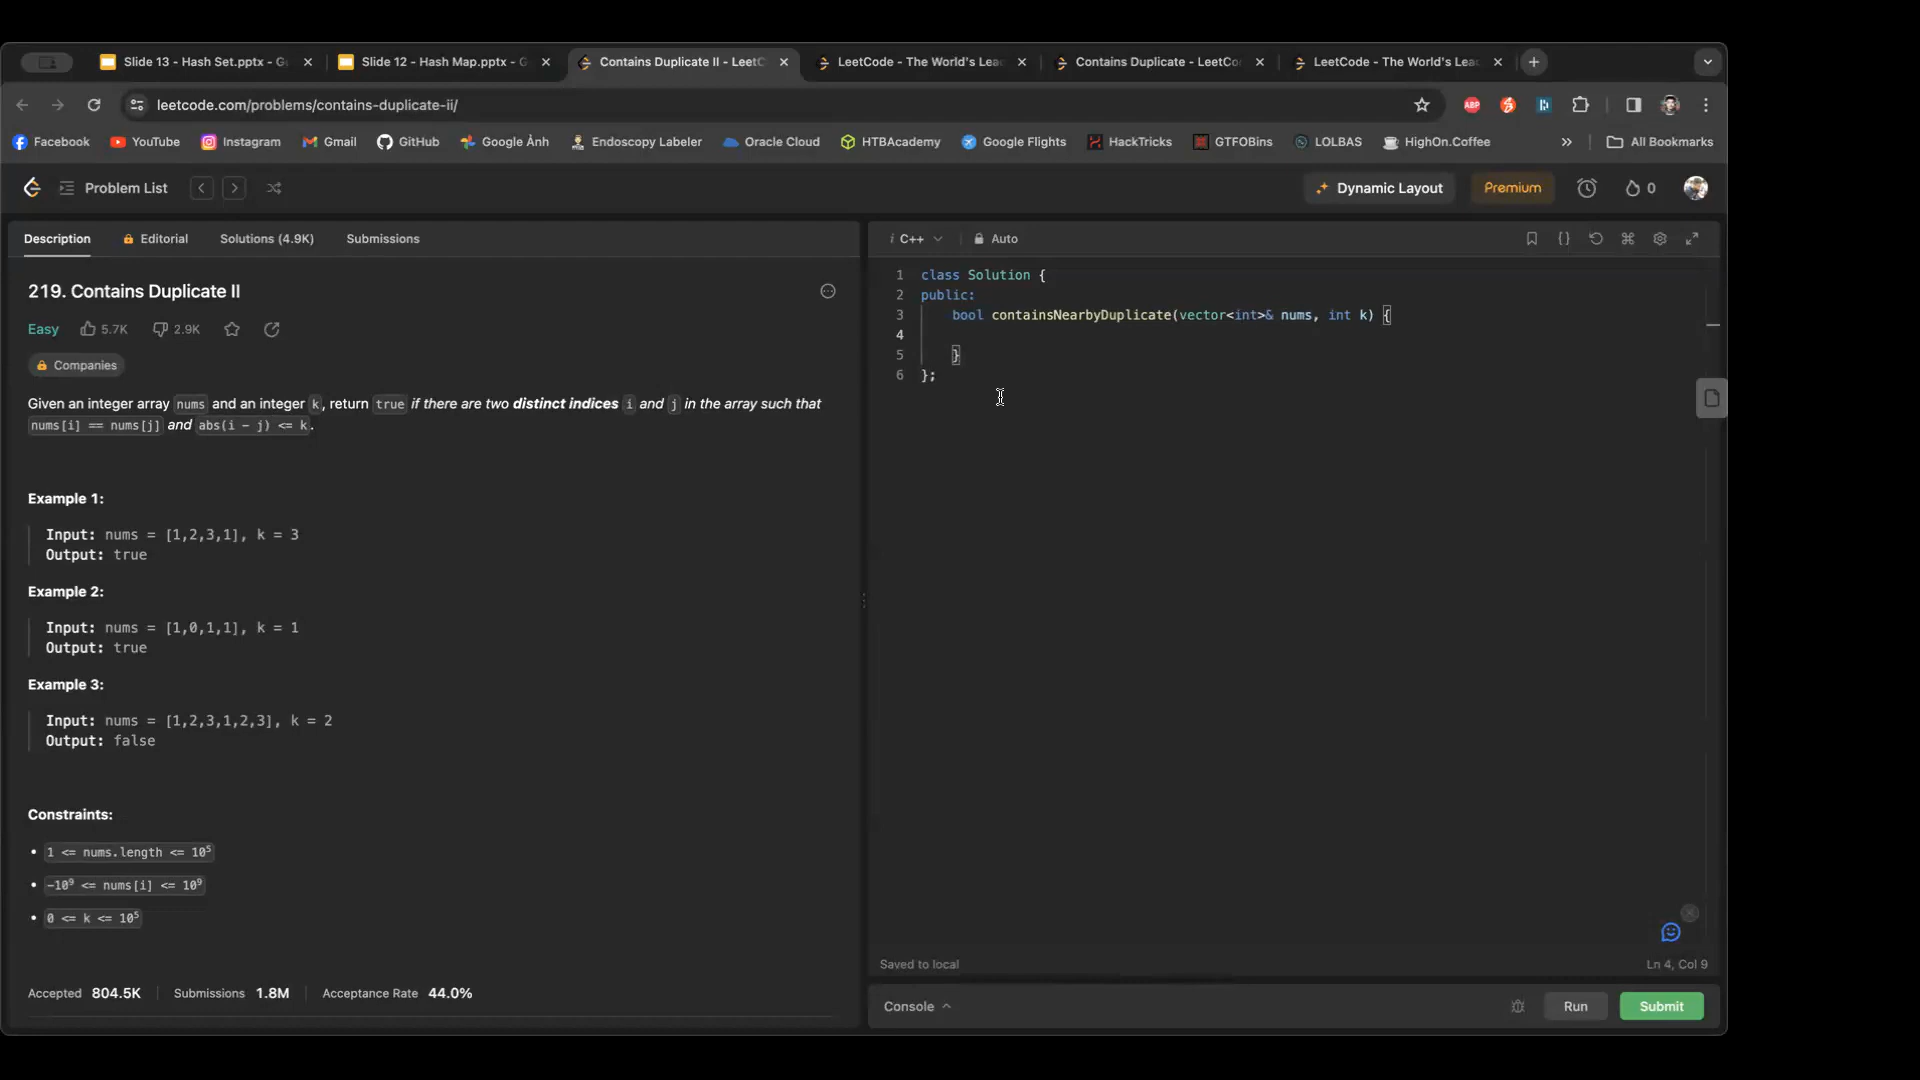 Slide 13 - Hash Set.pptx - G
Slide 12 - Hash Map.pptx - G
Contains Duplicate II - LeetC
LeetCode - The World's Lea
Contains Duplicate - LeetCo
LeetCode - The World's Lea
leetcode.com/problems/contains-duplicate-ii/
ABP
Facebook
YouTube
Instagram
Gmail
GitHub
Google Ảnh
Endoscopy Labeler
Oracle Cloud
HTBAcademy
Google Flights
HackTricks
GTFOBins
LOLBAS
HighOn.Coffee
»
All Bookmarks
Problem List
Dynamic Layout
Premium
0
Description
Editorial
Solutions (4.9K)
Submissions
i C++
Auto
219. Contains Duplicate II
Easy
5.7K
2.9K
Companies
Given an integer array nums and an integer k, return true if there are two distinct indices i and j in the array such that
nums[i] == nums[j] and abs(i - j) <= k.
Example 1:
Input: nums = [1,2,3,1], k = 3
Output: true
Example 2:
Input: nums = [1,0,1,1], k = 1
Output: true
Example 3:
Input: nums = [1,2,3,1,2,3], k = 2
Output: false
Constraints:
• 1 <= nums.length <= 10⁵
• -10⁹ <= nums[i] <= 10⁹
• 0 <= k <= 10⁵
Accepted 804.5K
Submissions 1.8M
Acceptance Rate 44.0%
1 class Solution {
2 public:
3 bool containsNearbyDuplicate(vector<int>& nums, int k) {
4
5 }
6 };
Saved to local
Ln 4, Col 9
Console
Run
Submit